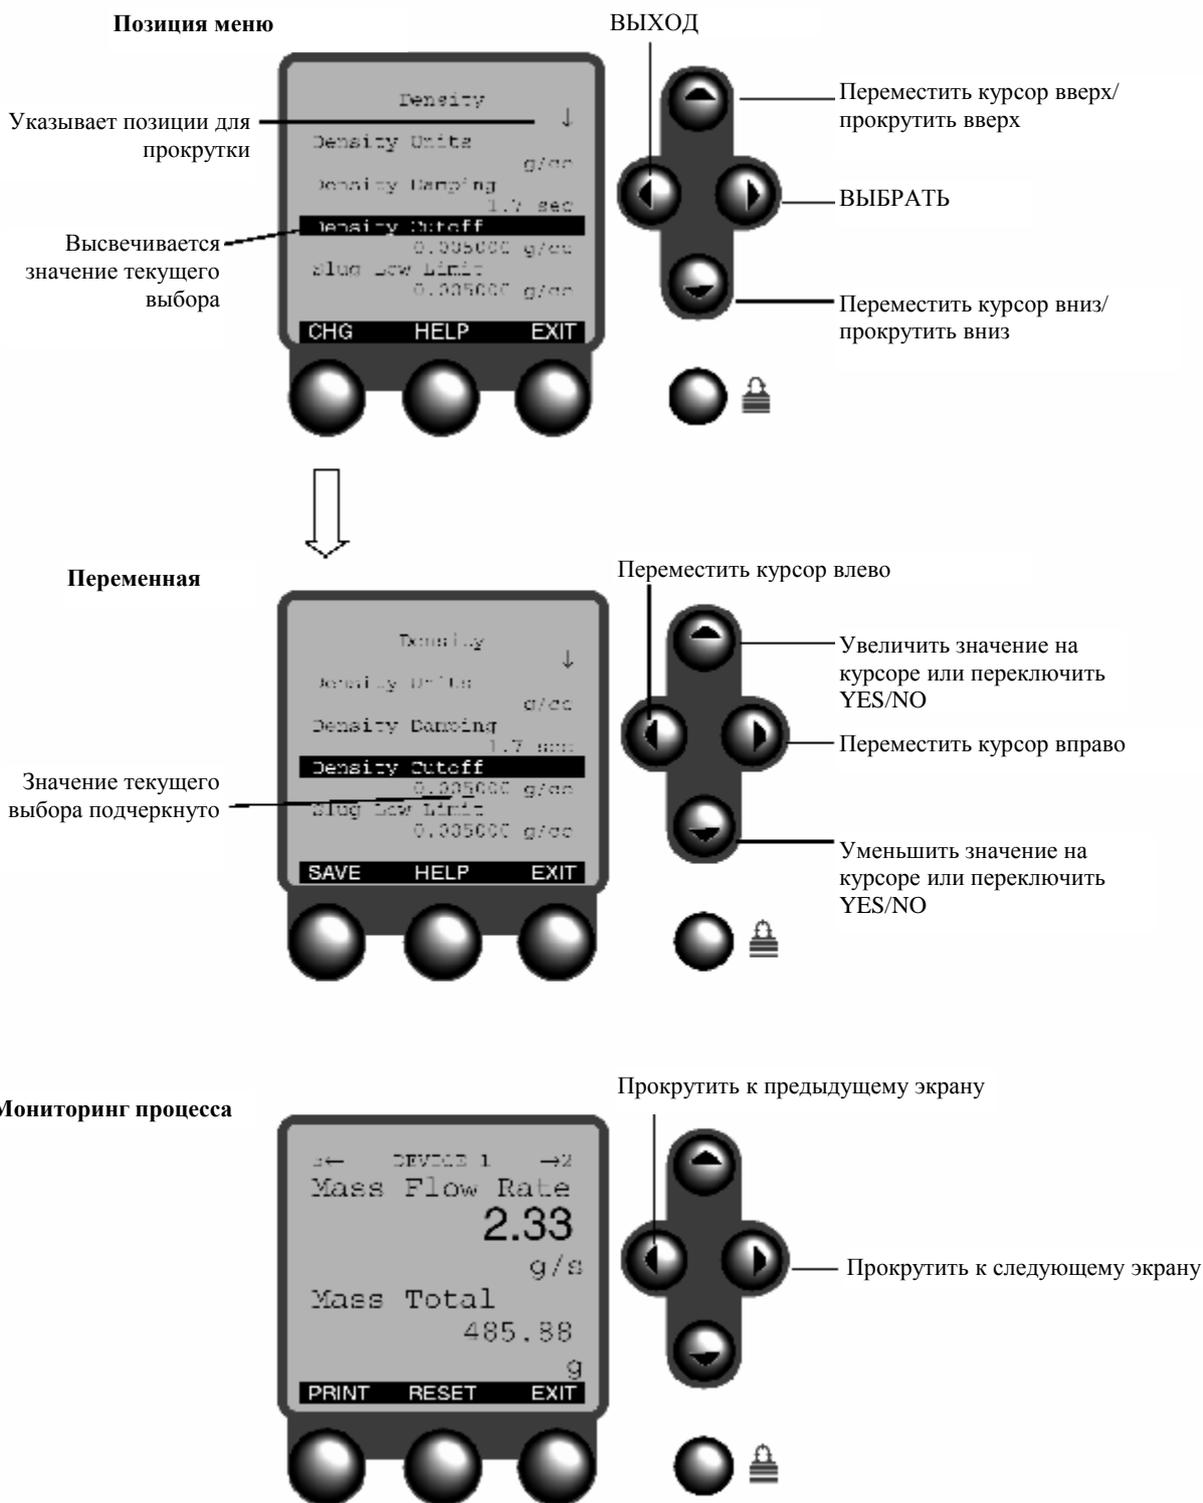 Позиция меню
ВЫХОД
Density
↓
Density Units
g/cc
Density Damping
1.7 sec
Density Cutoff
0.005000 g/cc
Slug Low Limit
0.005000 g/cc
CHG HELP EXIT
Указывает позиции для
прокрутки
Высвечивается
значение текущего
выбора
Переместить курсор вверх/
прокрутить вверх
ВЫБРАТЬ
Переместить курсор вниз/
прокрутить вниз
Переменная
Переместить курсор влево
Density
↓
Density Units
g/cc
Density Damping
1.7 sec
Density Cutoff
0.005000 g/cc
Slug Low Limit
0.005000 g/cc
SAVE HELP EXIT
Значение текущего
выбора подчеркнуто
Увеличить значение на
курсоре или переключить
YES/NO
Переместить курсор вправо
Уменьшить значение на
курсоре или переключить
YES/NO
Мониторинг процесса
Прокрутить к предыдущему экрану
← DEVICE 1 →2
Mass Flow Rate
2.33
g/s
Mass Total
485.88
g
PRINT RESET EXIT
Прокрутить к следующему экрану